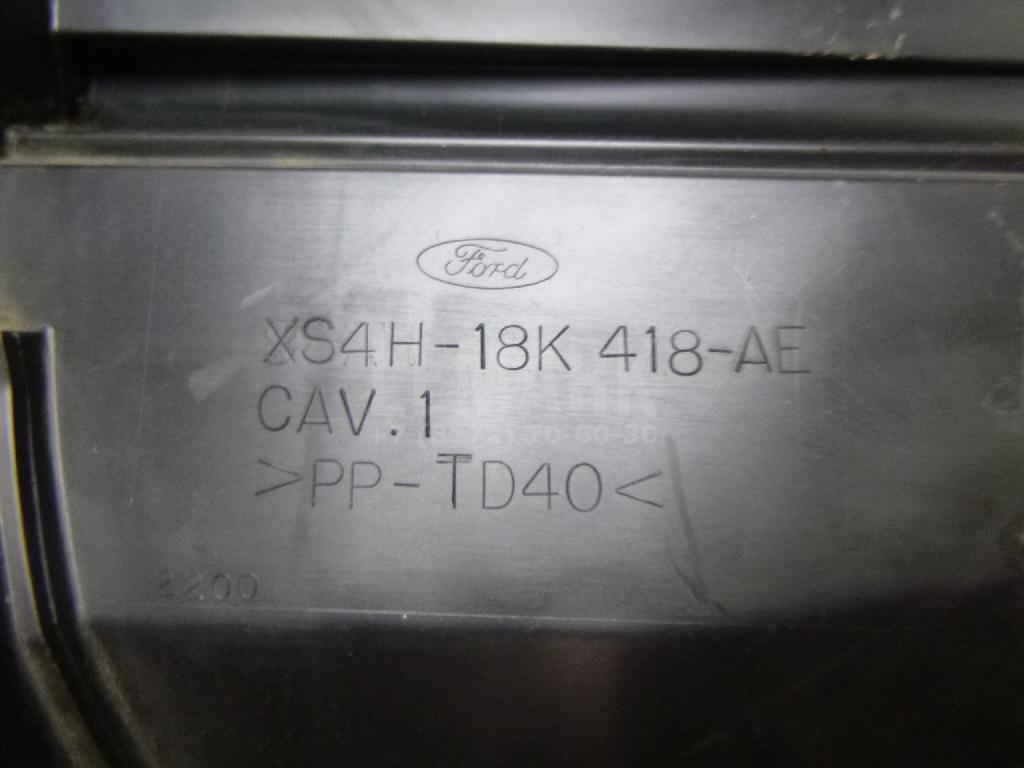 Ford
XS4H-18K 418-AE
CAV.1
>PP-TD40<